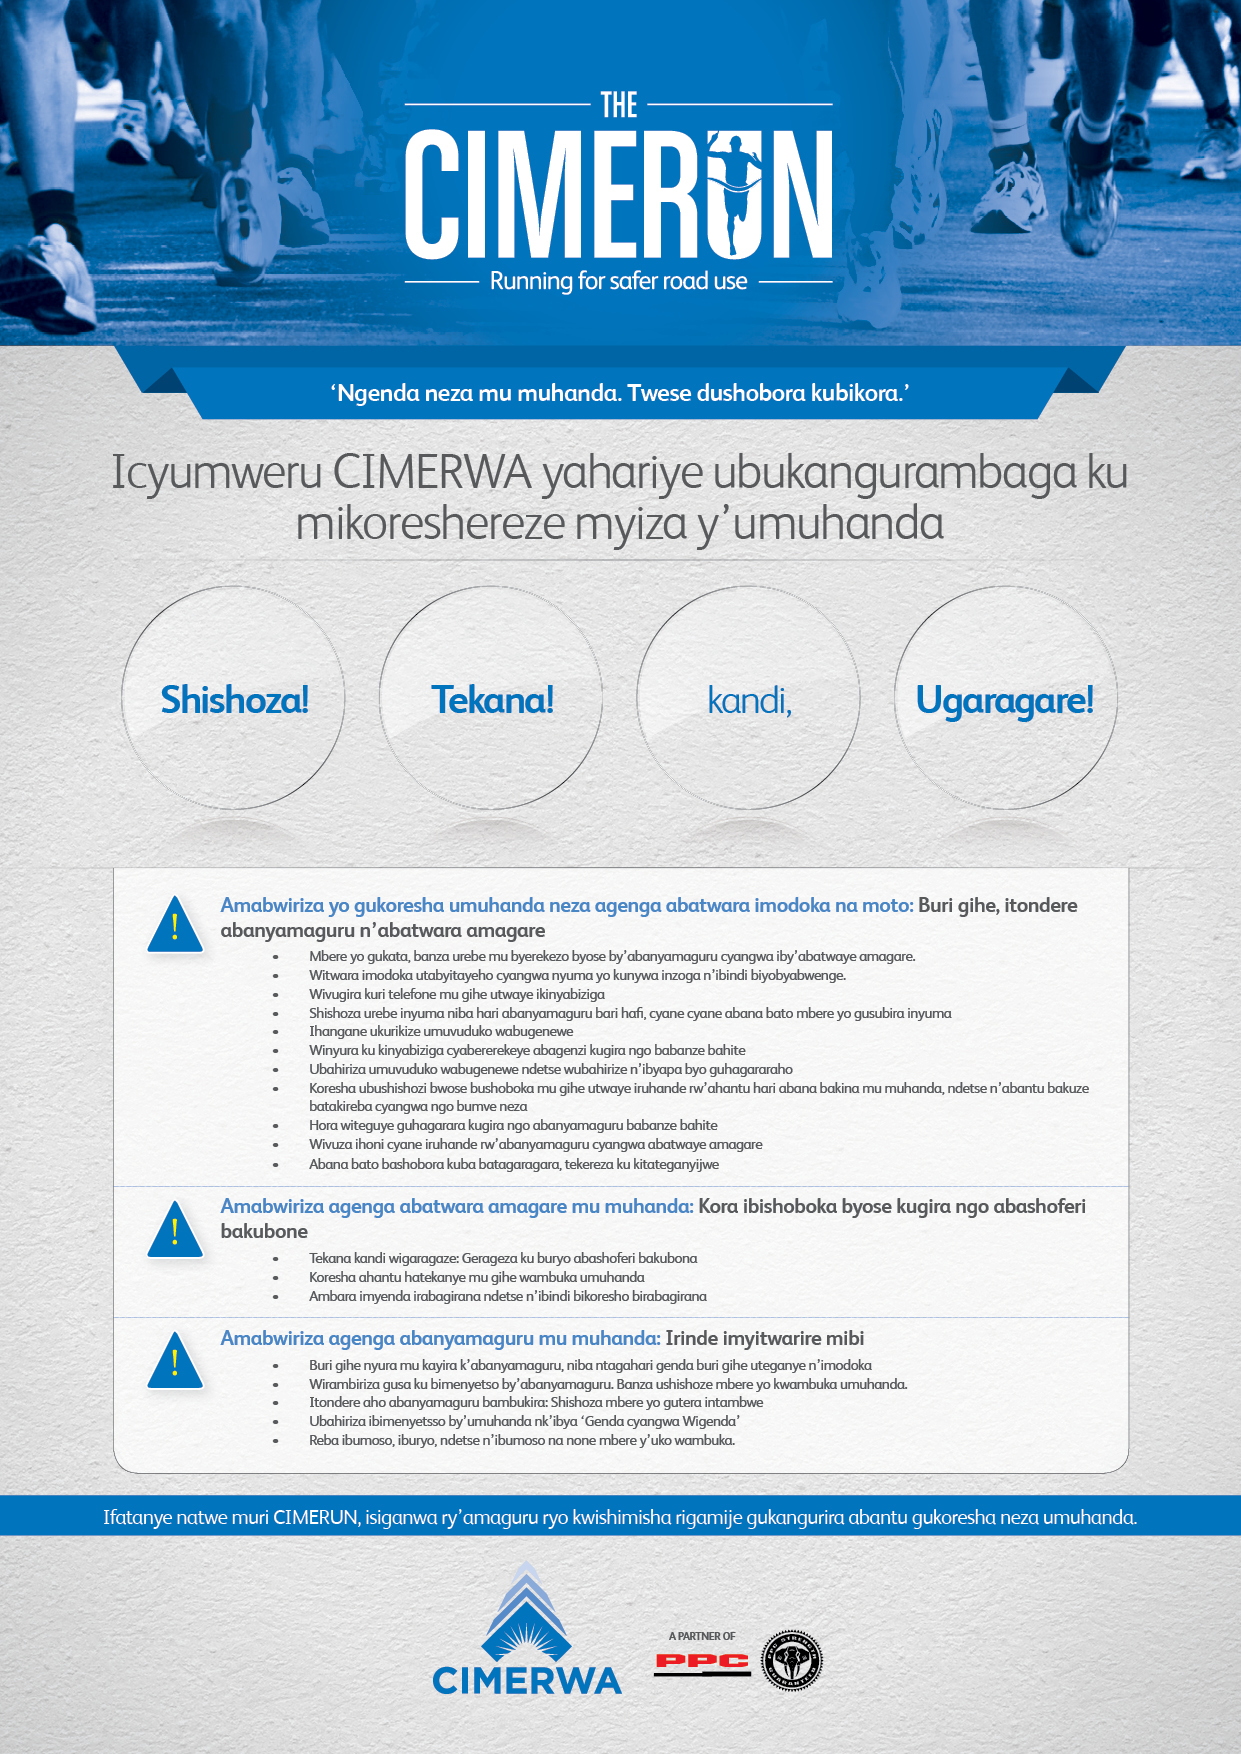 THE
CIMERUN
Running for safer road use
‘Ngenda neza mu muhanda. Twese dushobora kubikora.’
Icyumweru CIMERWA yahariye ubukangurambaga ku
mikoreshereze myiza y’umuhanda
Shishoza!
Tekana!
kandi,
Ugaragare!
! Amabwiriza yo gukoresha umuhanda neza agenga abatwara imodoka na moto: Buri gihe, itondere
abanyamaguru n’abatwara amagare
• Mbere yo gukata, banza urebe mu byerekezo byose by’abanyamaguru cyangwa iby’abatwaye amagare.
• Witwara imodoka utabyitayeho cyangwa nyuma yo kunywa inzoga n’ibindi biyobyabwenge.
• Wivugira kuri telefone mu gihe utwaye ikinyabiziga
• Shishoza urebe inyuma niba hari abanyamaguru bari hafi, cyane cyane abana bato mbere yo gusubira inyuma
• Ihangane ukurikize umuvuduko wabugenewe
• Winyura ku kinyabiziga cyabererekeye abagenzi kugira ngo babanze bahite
• Ubahiriza umuvuduko wabugenewe ndetse wubahirize n’ibyapa byo guhagararaho
• Koresha ubushishozi bwose bushoboka mu gihe utwaye iruhande rw’ahantu hari abana bakina mu muhanda, ndetse n’abantu bakuze
batakireba cyangwa ngo bumve neza
• Hora witeguye guhagarara kugira ngo abanyamaguru babanze bahite
• Wivuza ihoni cyane iruhande rw’abanyamaguru cyangwa abatwaye amagare
• Abana bato bashobora kuba batagaragara, tekereza ku kitateganyijwe
! Amabwiriza agenga abatwara amagare mu muhanda: Kora ibishoboka byose kugira ngo abashoferi
bakubone
• Tekana kandi wigaragaze: Gerageza ku buryo abashoferi bakubona
• Koresha ahantu hatekanye mu gihe wambuka umuhanda
• Ambara imyenda irabagirana ndetse n’ibindi bikoresho birabagirana
! Amabwiriza agenga abanyamaguru mu muhanda: Irinde imyitwarire mibi
• Buri gihe nyura mu kayira k’abanyamaguru, niba ntagahari genda buri gihe uteganye n’imodoka
• Wirambiriza gusa ku bimenyetso by’abanyamaguru. Banza ushishoze mbere yo kwambuka umuhanda.
• Itondere aho abanyamaguru bambukira: Shishoza mbere yo gutera intambwe
• Ubahiriza ibimenyetsso by’umuhanda nk’ibya ‘Genda cyangwa Wigenda’
• Reba ibumoso, iburyo, ndetse n’ibumoso na none mbere y’uko wambuka.
Ifatanye natwe muri CIMERUN, isiganwa ry’amaguru ryo kwishimisha rigamije gukangurira abantu gukoresha neza umuhanda.
CIMERWA
A PARTNER OF
PPC
PPC STRENGTH
GUARANTEED